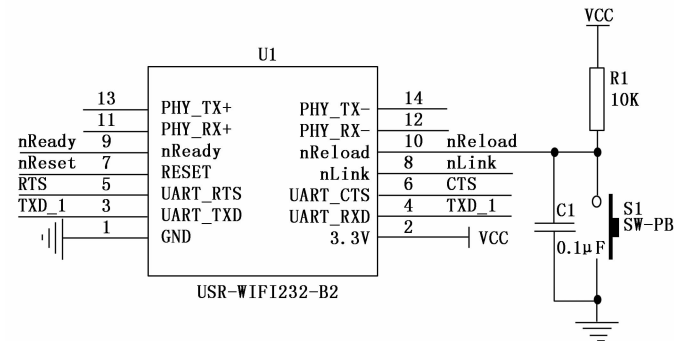 VCC
U1
R1
10K
13 PHY_TX+ PHY_TX- 14
11 PHY_RX+ PHY_RX- 12
nReady 9 nReady nReload 10 nReload
nReset 7 RESET nLink 8 nLink
RTS 5 UART_RTS UART_CTS 6 CTS
TXD_1 3 UART_TXD UART_RXD 4 TXD_1
1 GND 3.3V 2 VCC
C1
0.1μF
S1
SW-PB
USR-WIFI232-B2